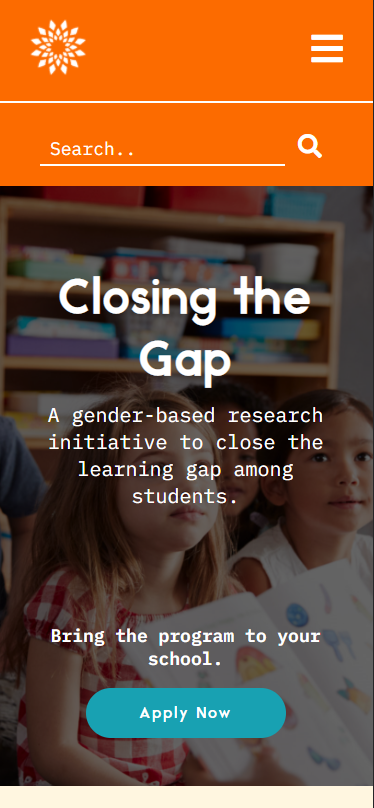 Search..
Closing the
Gap
A gender-based research
initiative to close the
learning gap among
students.
Bring the program to your
school.
Apply Now